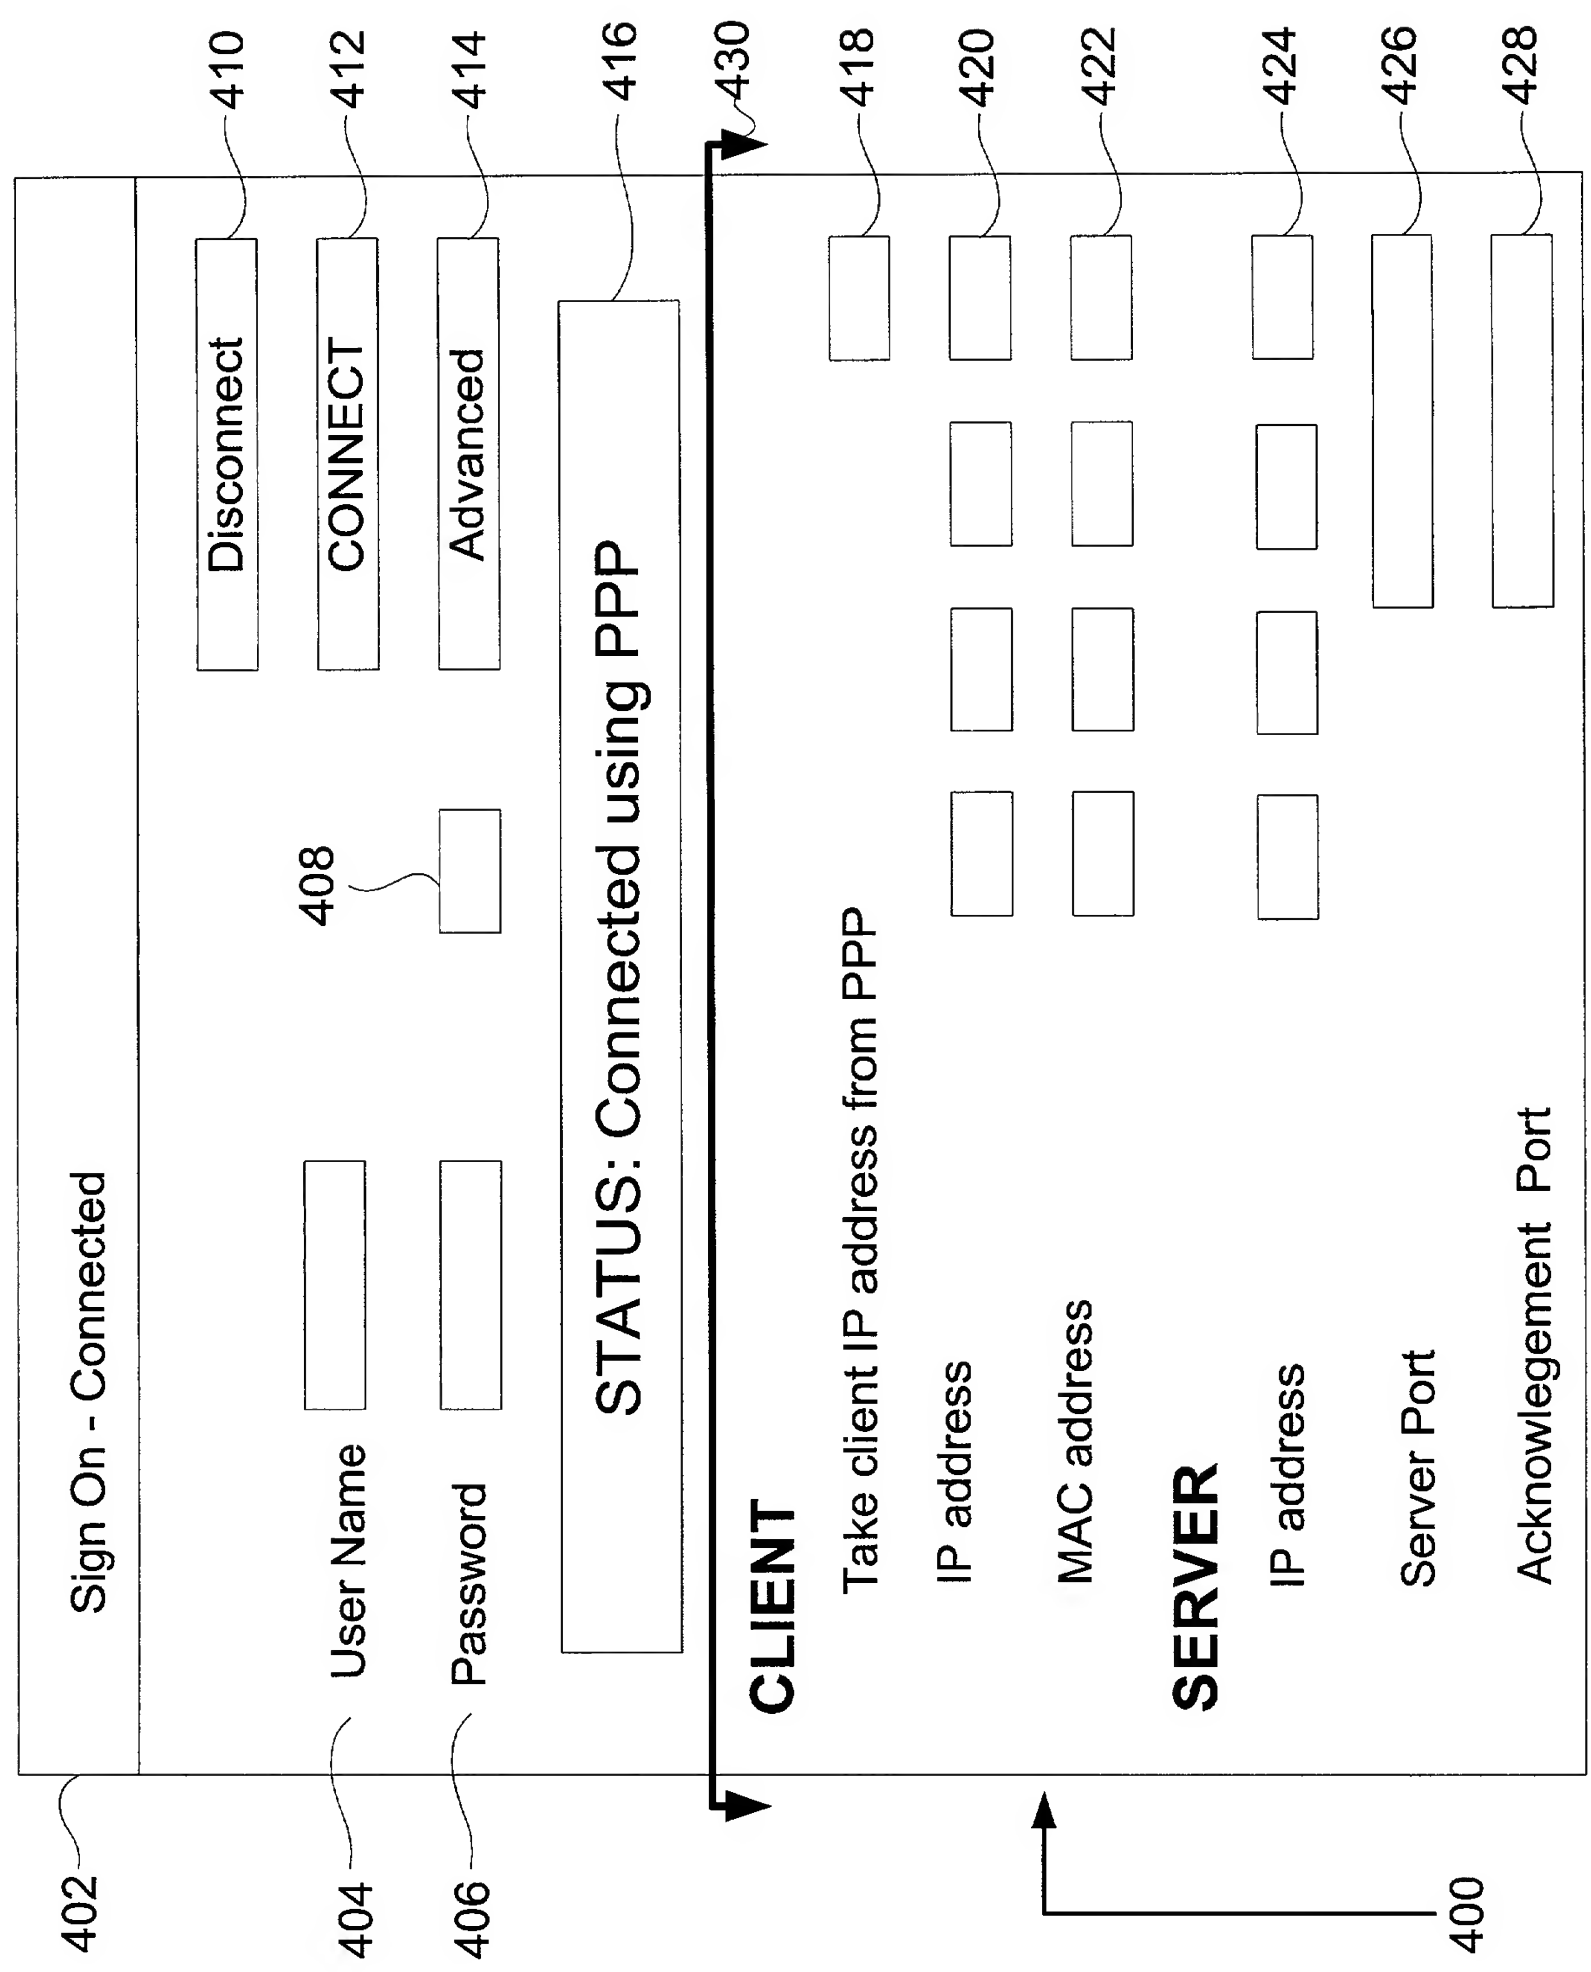 402
Sign On - Connected
Disconnect 410
408
404 User Name CONNECT 412
406 Password Advanced 414
STATUS: Connected using PPP 416
430
CLIENT
Take client IP address from PPP 418
IP address 420
MAC address 422
SERVER
IP address 424
Server Port 426
Acknowlegement Port 428
400